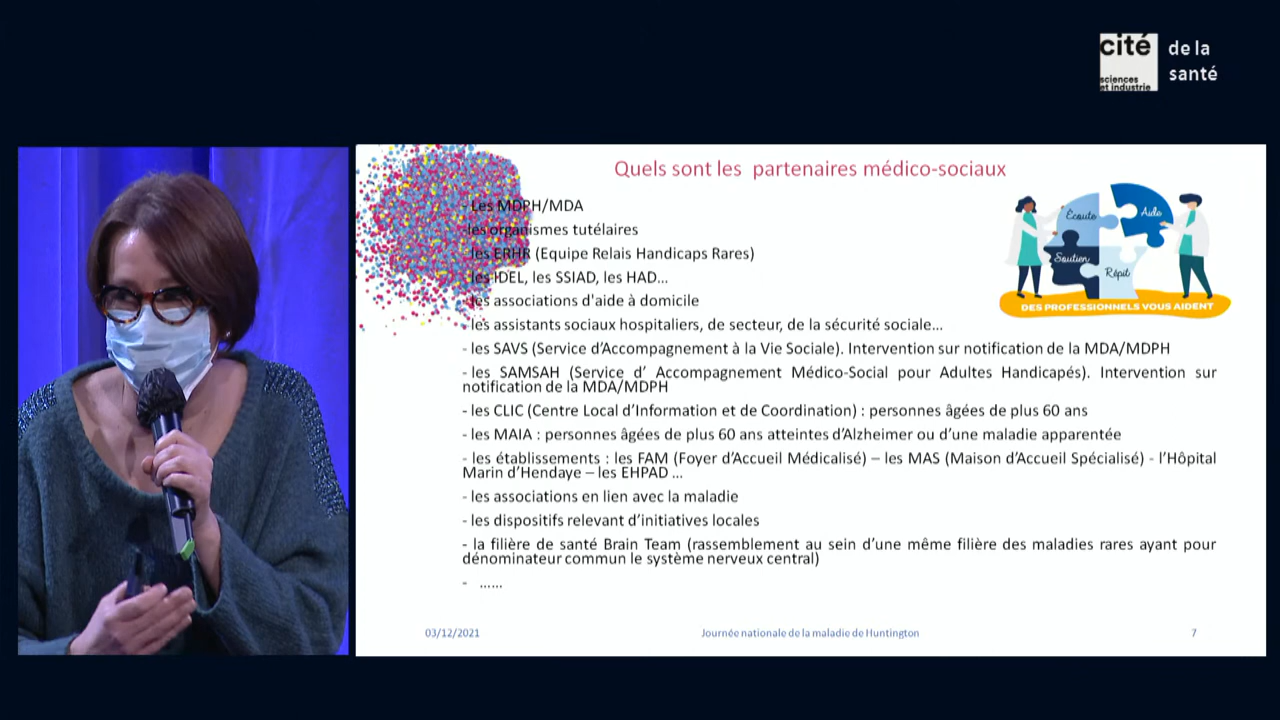 cité
sciences
et industrie
de la
santé
Quels sont les partenaires médico-sociaux
- Les MDPH/MDA
-les organismes tutélaires
- les ERHR (Equipe Relais Handicaps Rares)
- les IDEL, les SSIAD, les HAD...
- les associations d'aide à domicile
- les assistants sociaux hospitaliers, de secteur, de la sécurité sociale...
- les SAVS (Service d'Accompagnement à la Vie Sociale). Intervention sur notification de la MDA/MDPH
- les SAMSAH (Service d' Accompagnement Médico-Social pour Adultes Handicapés). Intervention sur
notification de la MDA/MDPH
- les CLIC (Centre Local d'Information et de Coordination) : personnes âgées de plus 60 ans
- les MAIA : personnes âgées de plus 60 ans atteintes d'Alzheimer ou d'une maladie apparentée
- les établissements : les FAM (Foyer d'Accueil Médicalisé) – les MAS (Maison d'Accueil Spécialisé) - l'Hôpital
Marin d'Hendaye – les EHPAD ...
- les associations en lien avec la maladie
- les dispositifs relevant d'initiatives locales
- la filière de santé Brain Team (rassemblement au sein d'une même filière des maladies rares ayant pour
dénominateur commun le système nerveux central)
- ......
Écoute
Aide
Soutien
Répit
DES PROFESSIONNELS VOUS AIDENT
03/12/2021
Journée nationale de la maladie de Huntington
7